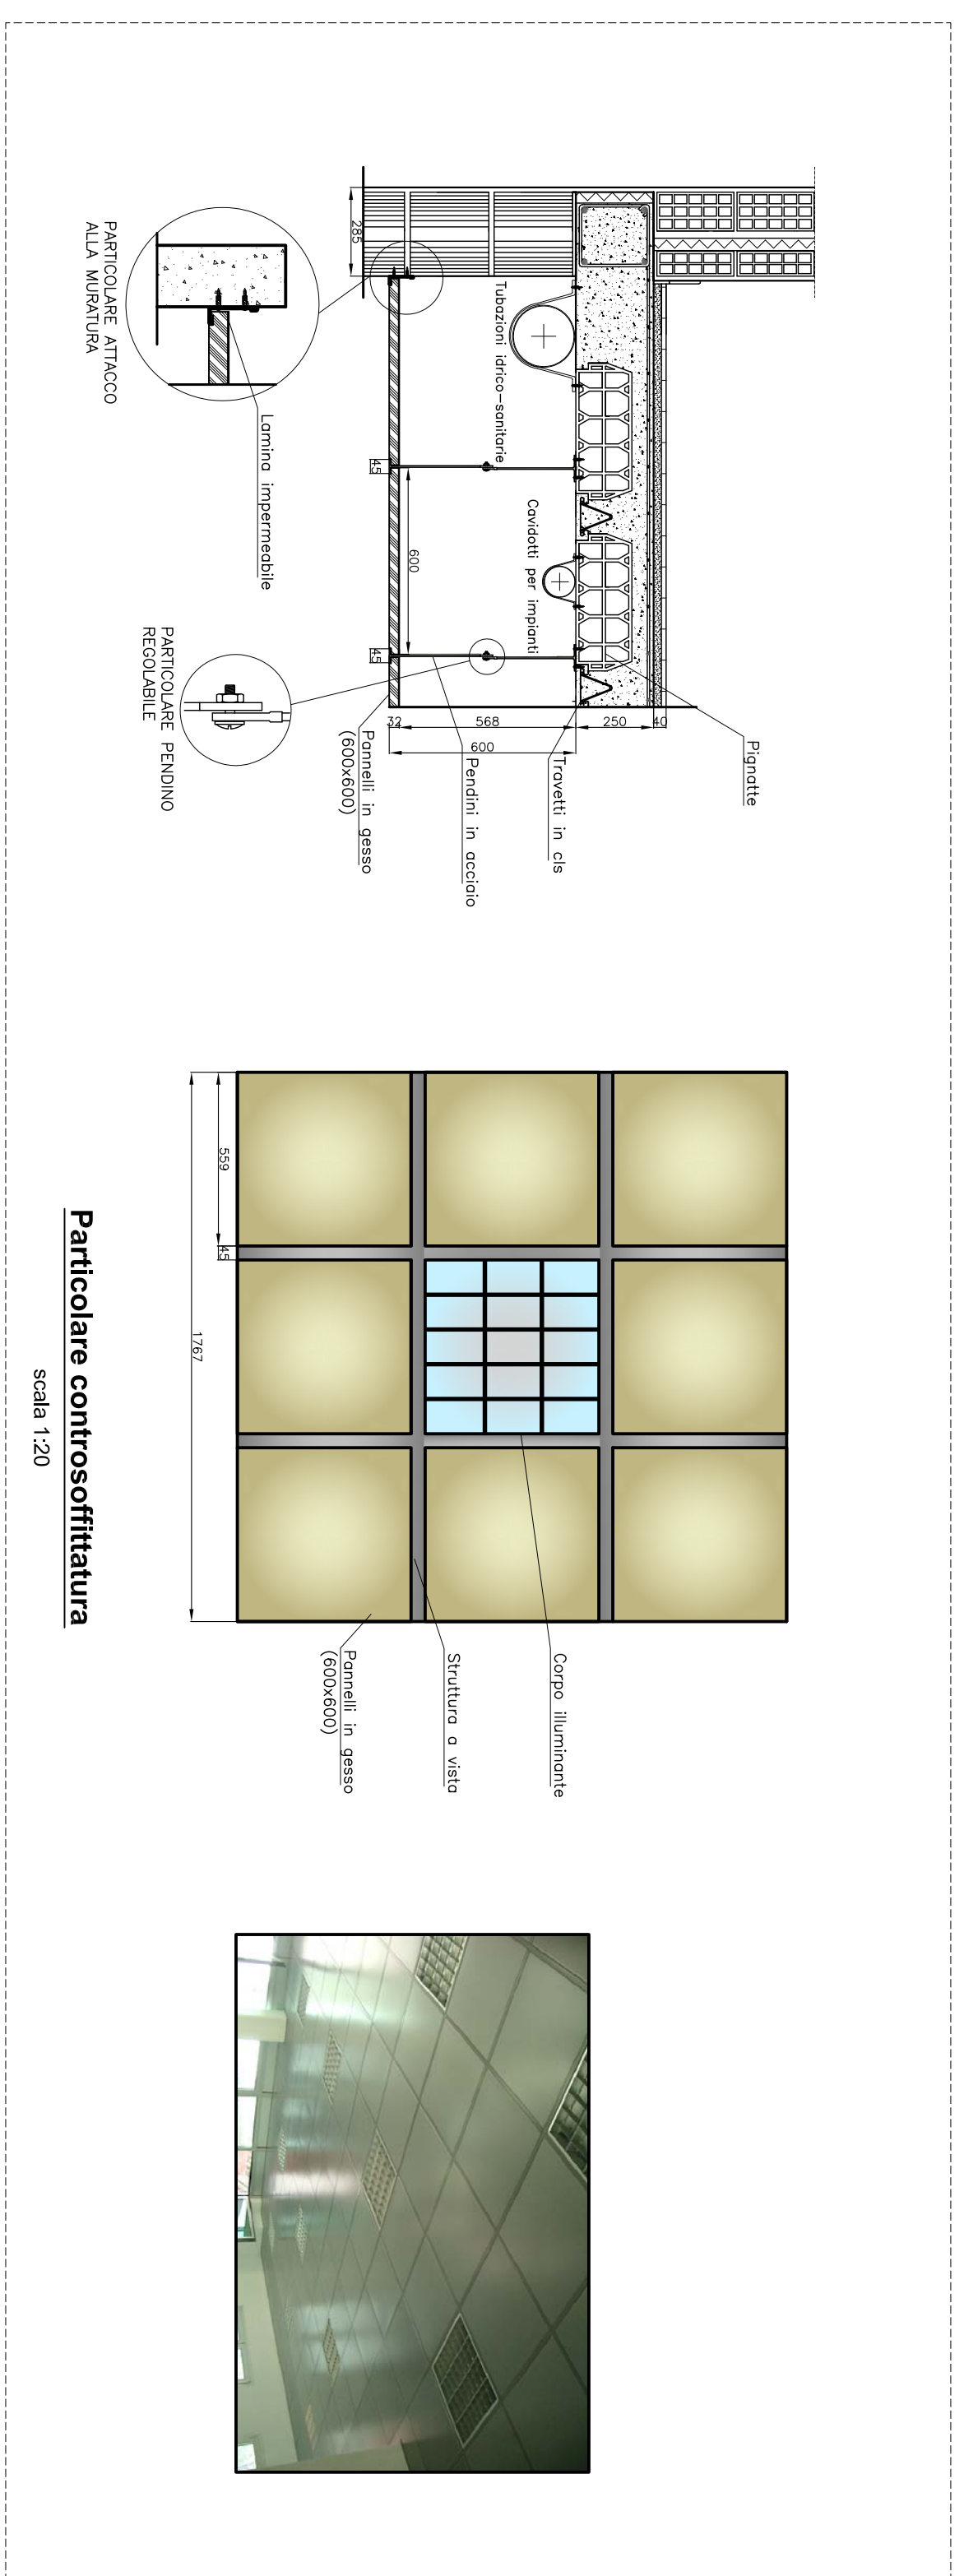 Pignatte
Travetti in cls
Pendini in acciaio
Pannelli in gesso
(600x600)
40
250
568
32
600
Tubazioni idrico-sanitarie
Cavidotti per impianti
285
600
45
45
Lamina impermeabile
PARTICOLARE ATTACCO
ALLA MURATURA
PARTICOLARE PENDINO
REGOLABILE
Corpo illuminante
Struttura a vista
Pannelli in gesso
(600x600)
559
45
1767
Particolare controsoffittatura
scala 1:20